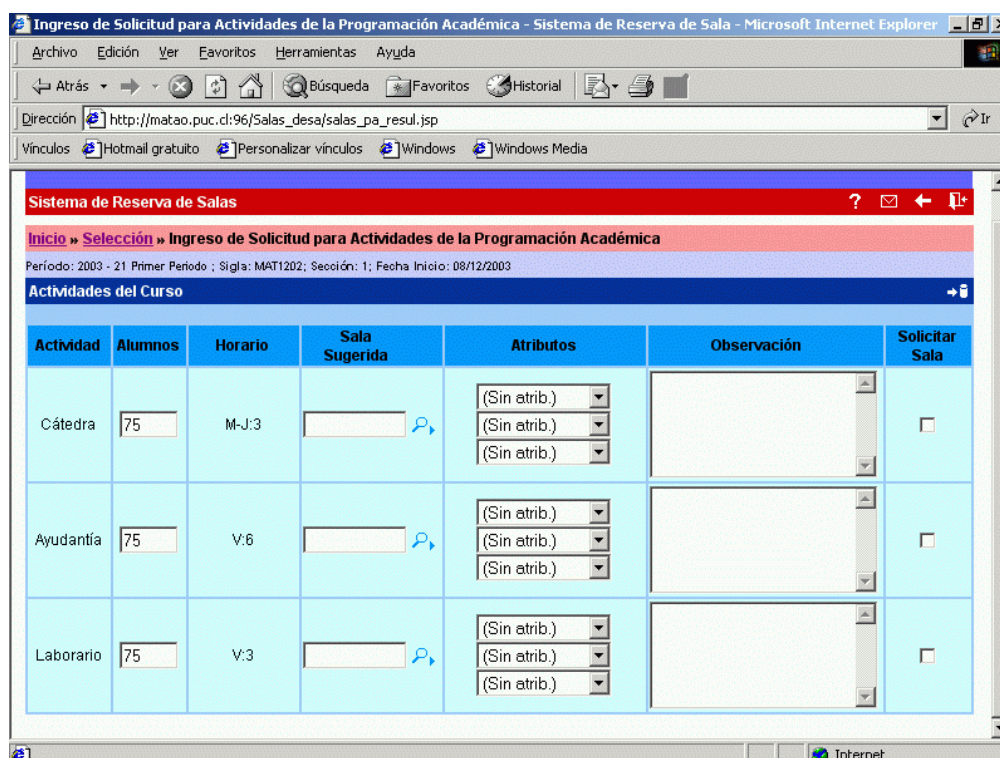 Ingreso de Solicitud para Actividades de la Programación Académica - Sistema de Reserva de Sala - Microsoft Internet Explorer
Archivo Edición Ver Favoritos Herramientas Ayuda
Atrás Búsqueda Favoritos Historial
Dirección http://matao.puc.cl:96/Salas_desa/salas_pa_resul.jsp Ir
Vínculos Hotmail gratuito Personalizar vínculos Windows Windows Media
Sistema de Reserva de Salas ?
Inicio » Selección » Ingreso de Solicitud para Actividades de la Programación Académica
Período: 2003 - 21 Primer Periodo ; Sigla: MAT1202; Sección: 1; Fecha Inicio: 08/12/2003
Actividades del Curso
Actividad Alumnos Horario Sala Sugerida Atributos Observación Solicitar Sala
(Sin atrib.)
Cátedra 75 M-J:3 (Sin atrib.)
(Sin atrib.)
(Sin atrib.)
Ayudantía 75 V:6 (Sin atrib.)
(Sin atrib.)
(Sin atrib.)
Laborario 75 V:3 (Sin atrib.)
(Sin atrib.)
Internet